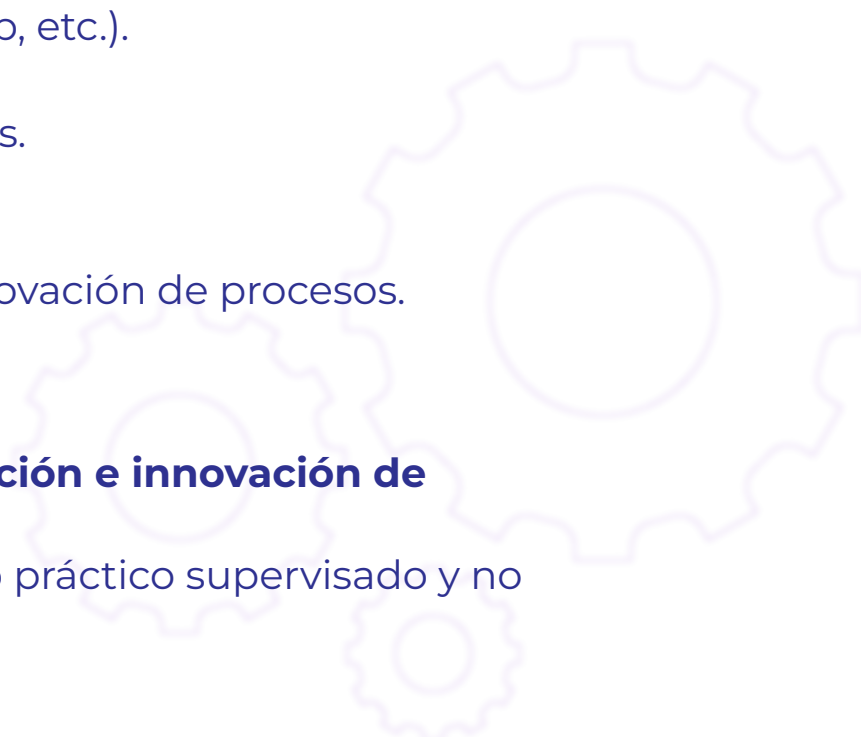 o, etc.).
s.
ovación de procesos.
ción e innovación de
o práctico supervisado y no